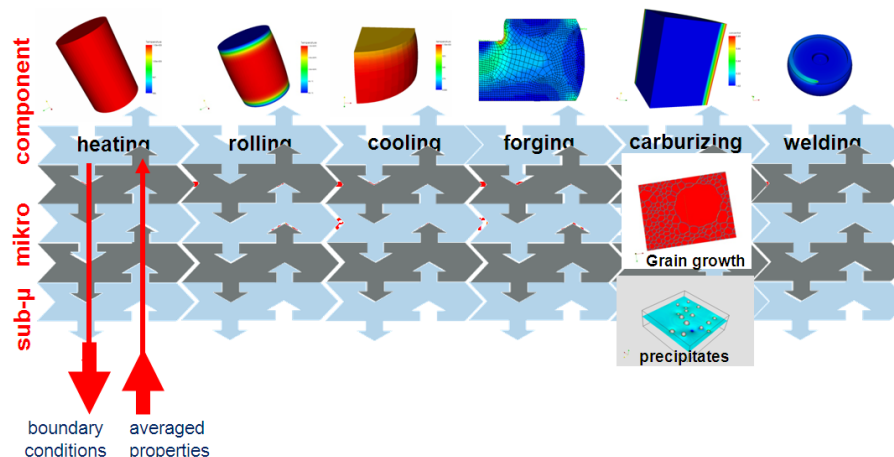 component
mikro
sub-µ
heating
rolling
cooling
forging
carburizing
welding
Grain growth
precipitates
boundary
conditions
averaged
properties